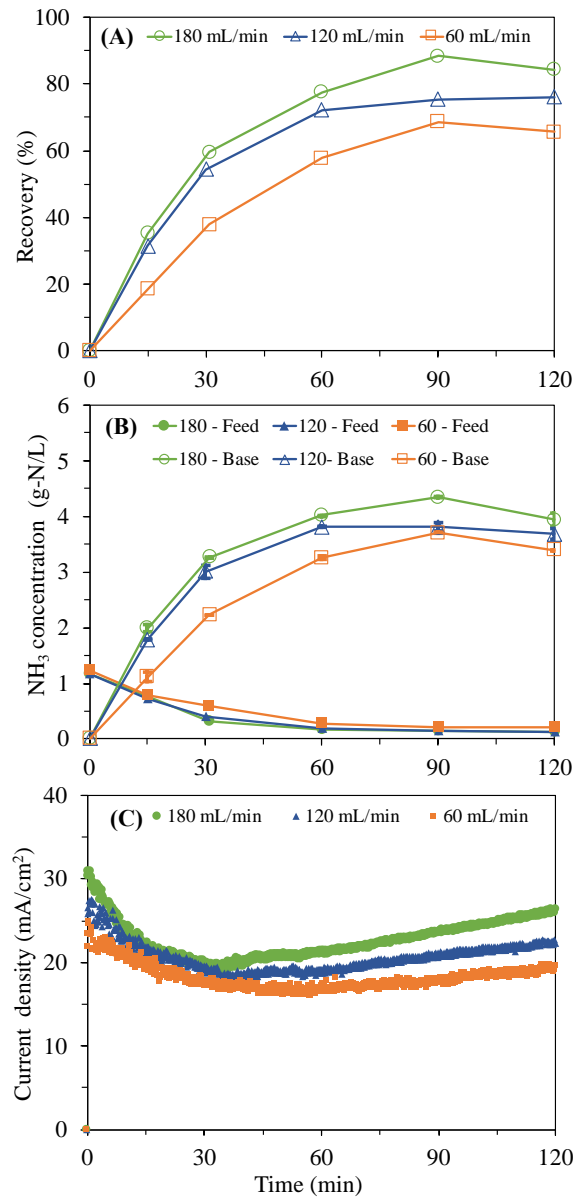 (A) 180 mL/min 120 mL/min 60 mL/min
100
80
60
40
20
0
Recovery (%)
0 30 60 90 120
(B) 180 - Feed 120 - Feed 60 - Feed
180 - Base 120- Base 60 - Base
6
5
4
3
2
1
0
NH₃ concentration (g-N/L)
0 30 60 90 120
(C) 180 mL/min 120 mL/min 60 mL/min
40
30
20
10
0
Current density (mA/cm²)
0 30 60 90 120
Time (min)